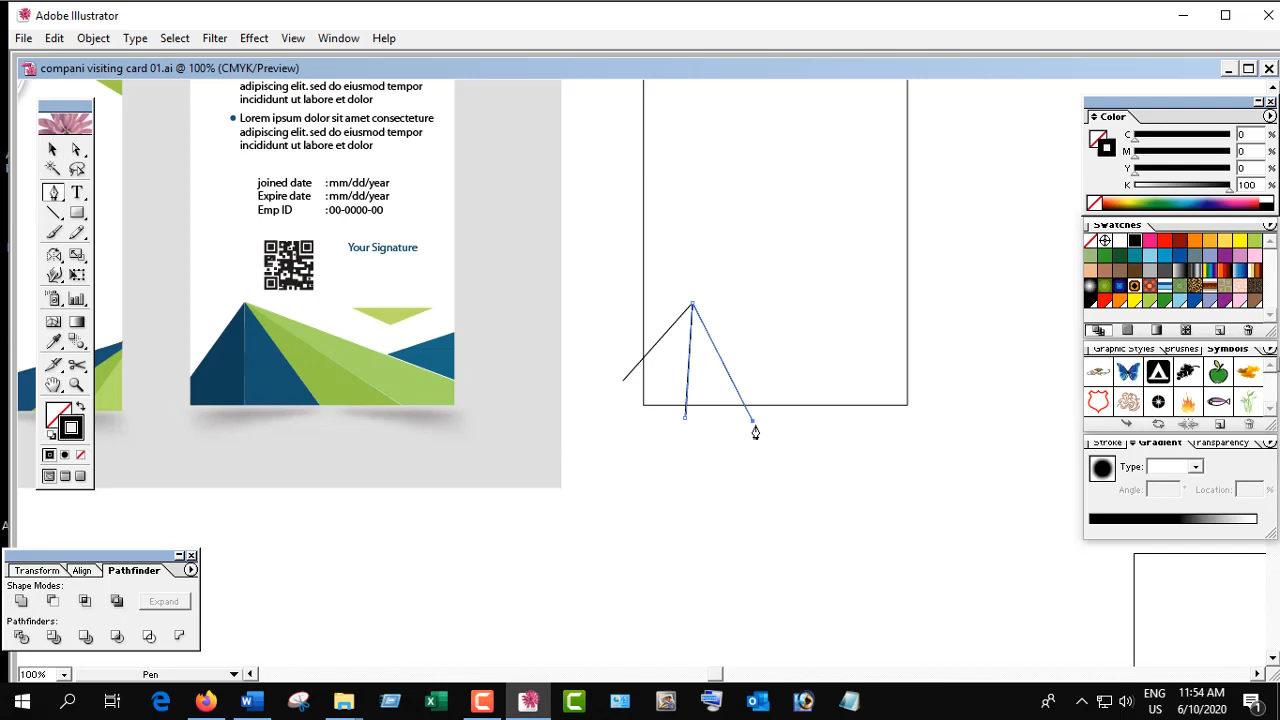 Adobe Illustrator
File Edit Object Type Select Filter Effect View Window Help
compani visiting card 01.ai @ 100% (CMYK/Preview)
adipiscing elit. sed do eiusmod tempor
incididunt ut labore et dolor
Lorem ipsum dolor sit amet consecteture
adipiscing elit. sed do eiusmod tempor
incididunt ut labore et dolor
joined date :mm/dd/year
Expire date :mm/dd/year
Emp ID :00-0000-00
Your Signature
Color
C 0 %
M 0 %
Y 0 %
K 100 %
Swatches
Graphic Styles Brushes Symbols
Stroke Gradient Transparency
Type:
Angle: ° Location: %
Transform Align Pathfinder
Shape Modes:
Expand
Pathfinders:
100% Pen
ENG
US
11:54 AM
6/10/2020
1